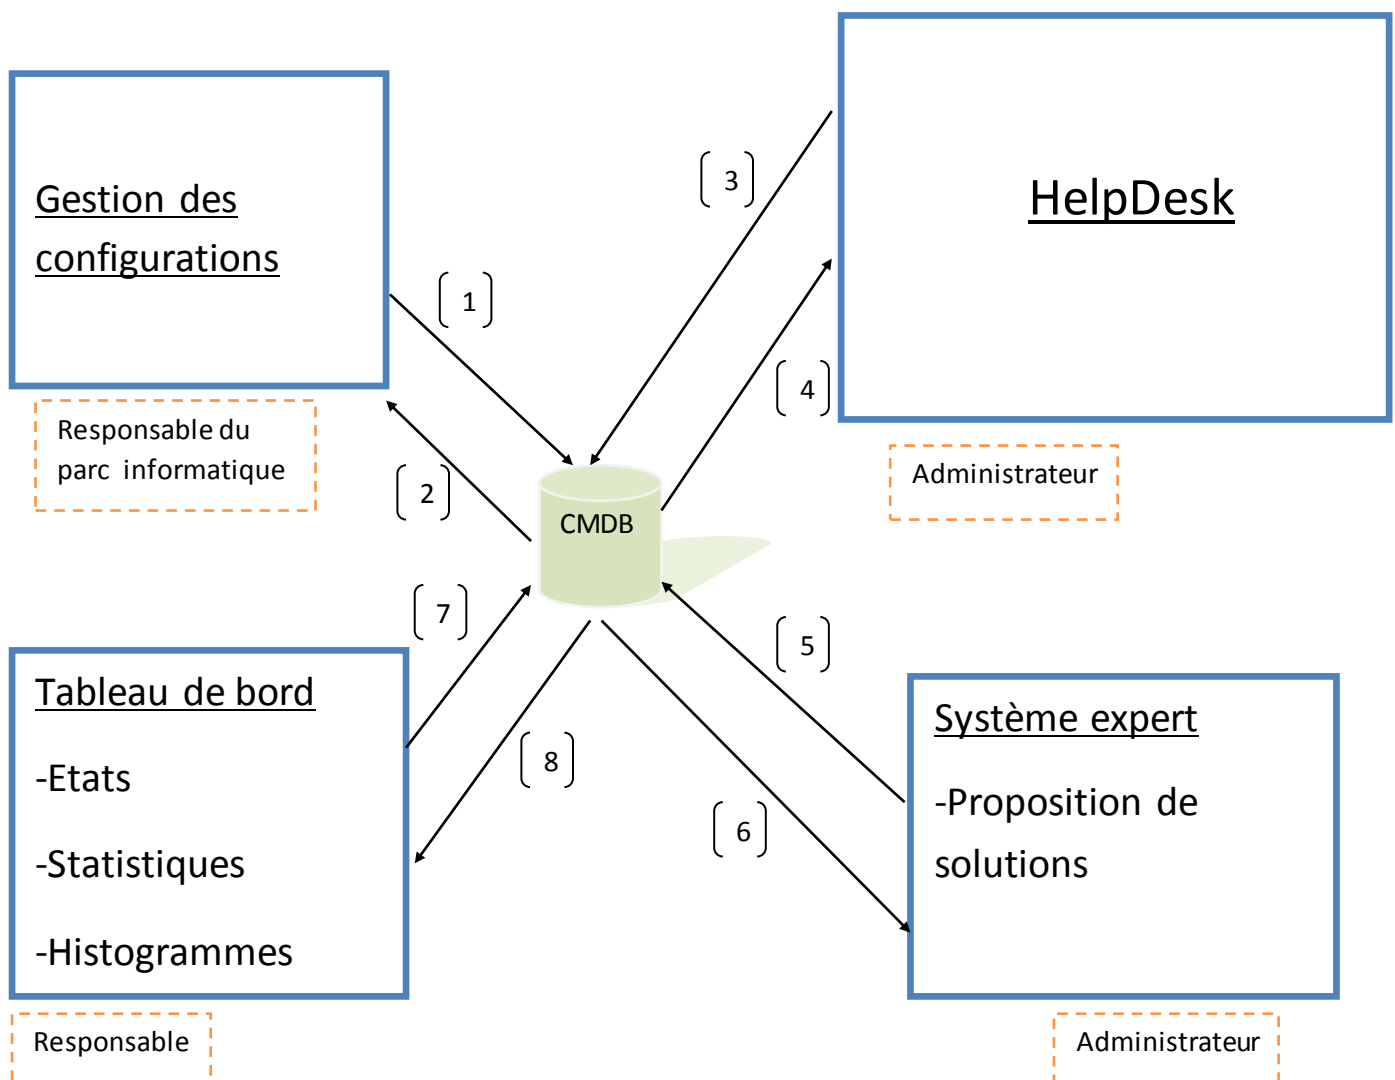 Gestion des
configurations
Responsable du
parc informatique
HelpDesk
Administrateur
[ 1 ]
[ 2 ]
[ 3 ]
[ 4 ]
CMDB
[ 5 ]
[ 6 ]
[ 7 ]
[ 8 ]
Tableau de bord
-Etats
-Statistiques
-Histogrammes
Responsable
Système expert
-Proposition de
solutions
Administrateur